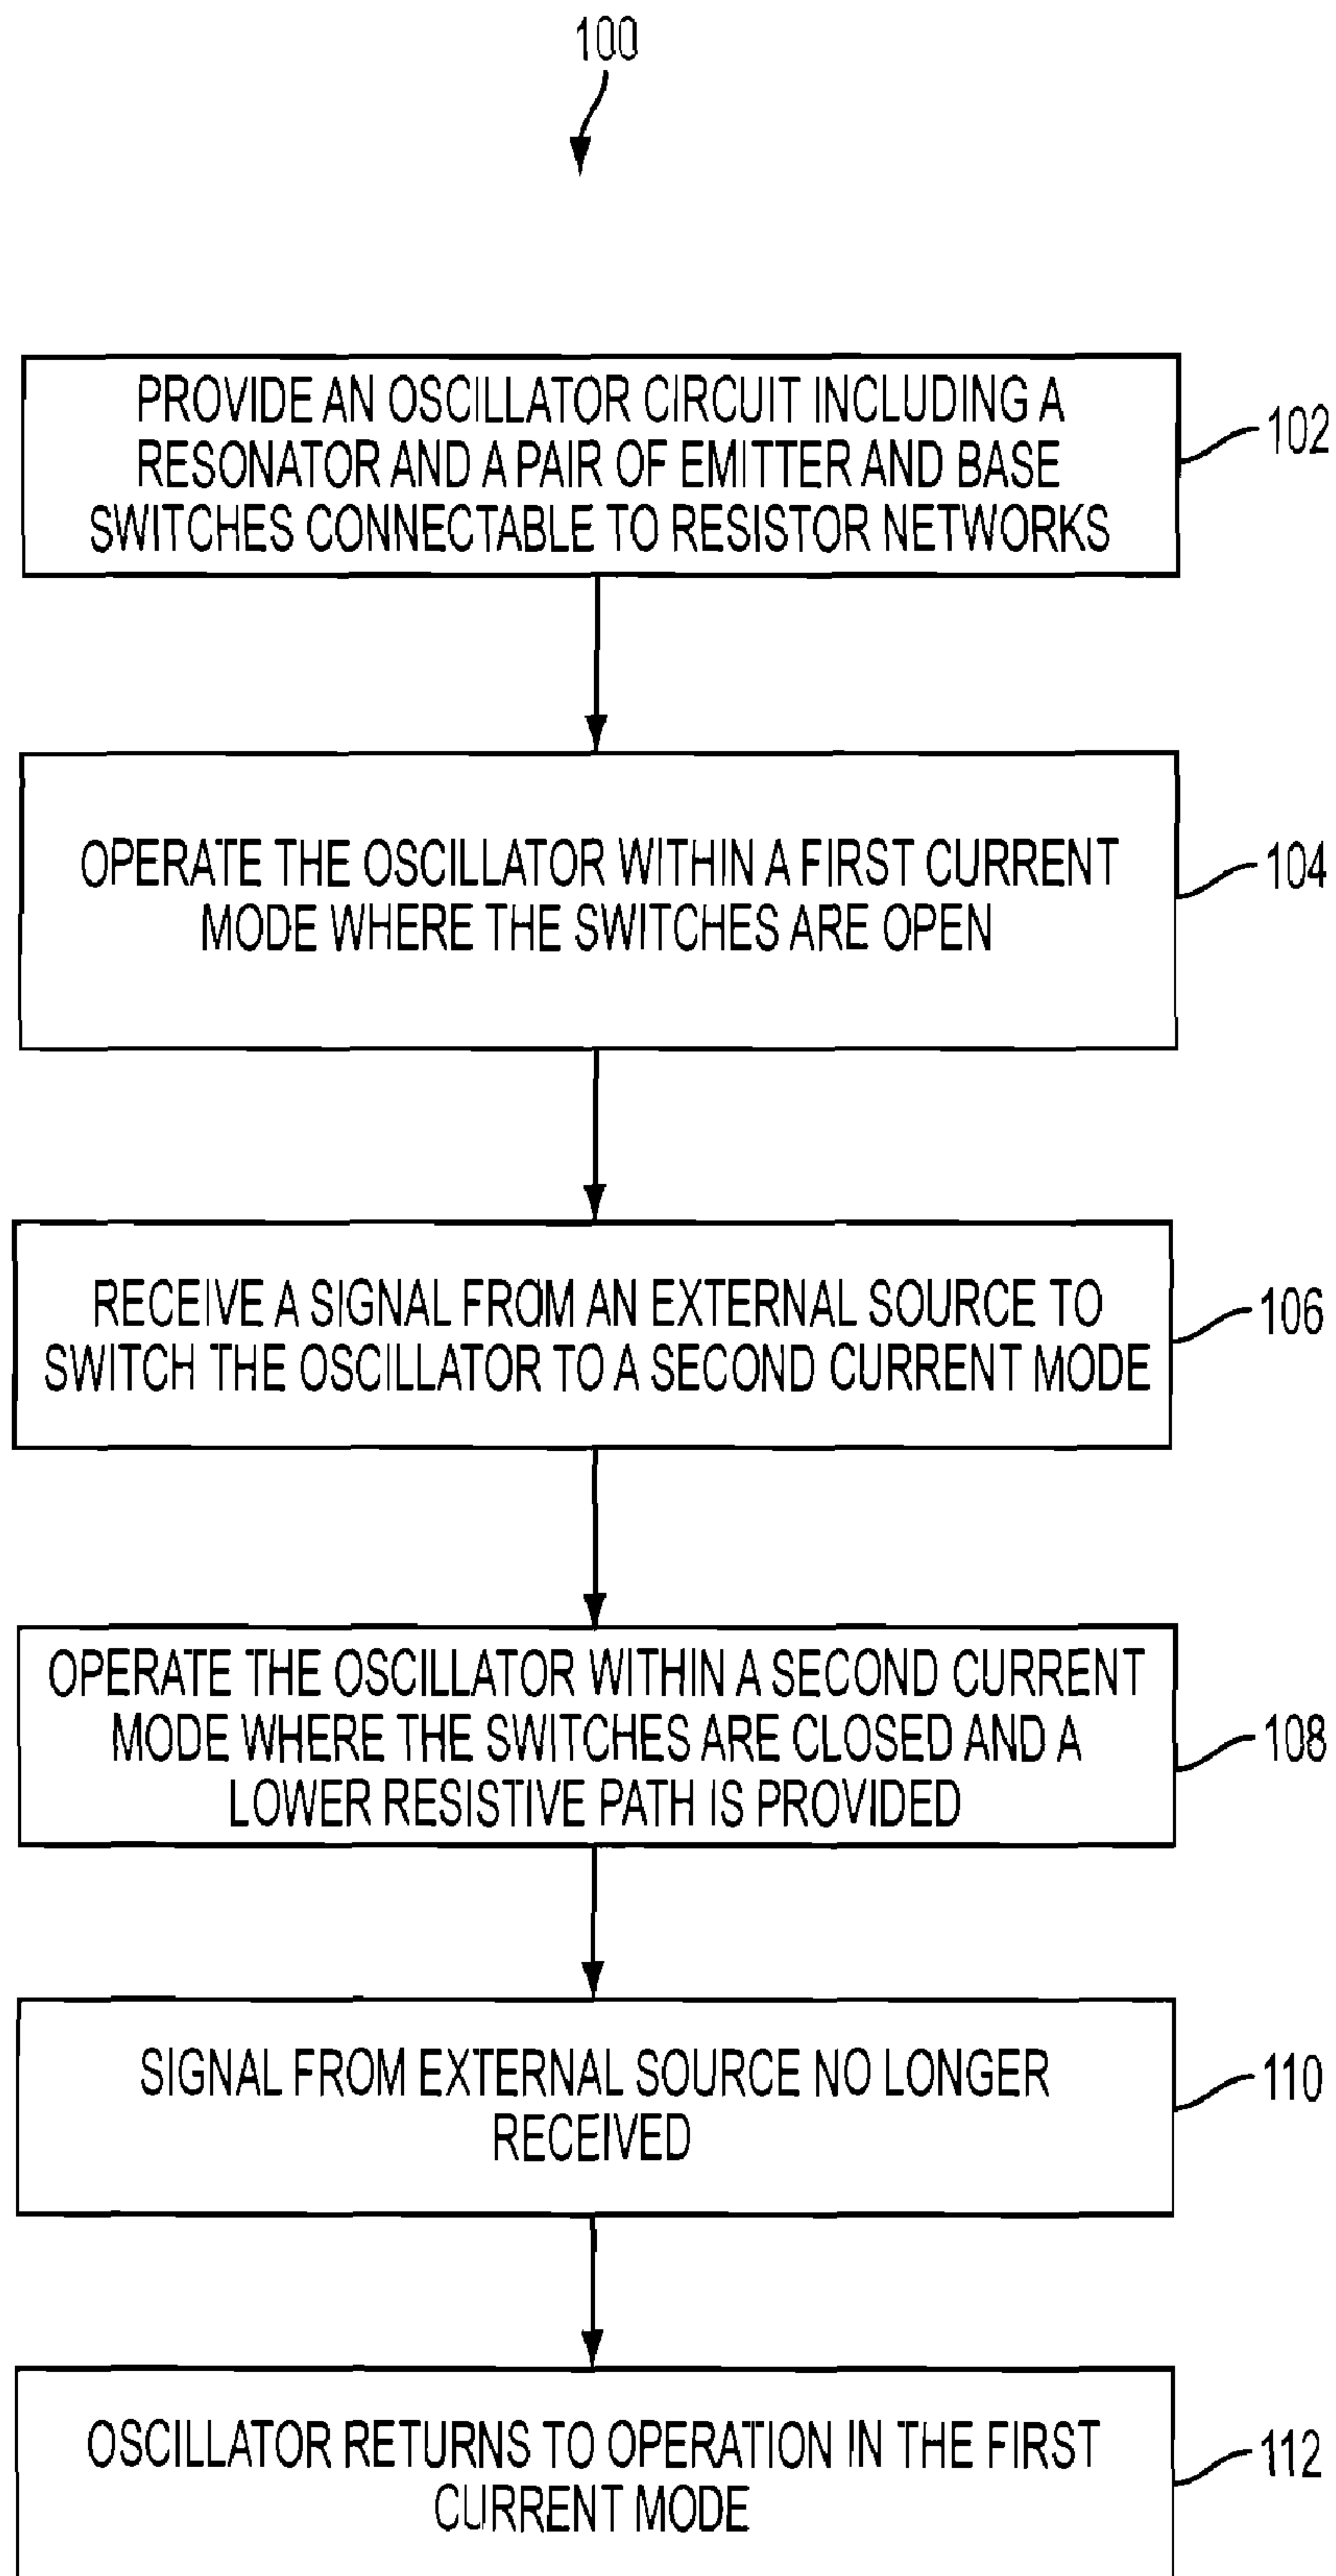 100
PROVIDE AN OSCILLATOR CIRCUIT INCLUDING A
RESONATOR AND A PAIR OF EMITTER AND BASE
SWITCHES CONNECTABLE TO RESISTOR NETWORKS
102
OPERATE THE OSCILLATOR WITHIN A FIRST CURRENT
MODE WHERE THE SWITCHES ARE OPEN
104
RECEIVE A SIGNAL FROM AN EXTERNAL SOURCE TO
SWITCH THE OSCILLATOR TO A SECOND CURRENT MODE
106
OPERATE THE OSCILLATOR WITHIN A SECOND CURRENT
MODE WHERE THE SWITCHES ARE CLOSED AND A
LOWER RESISTIVE PATH IS PROVIDED
108
SIGNAL FROM EXTERNAL SOURCE NO LONGER
RECEIVED
110
OSCILLATOR RETURNS TO OPERATION IN THE FIRST
CURRENT MODE
112